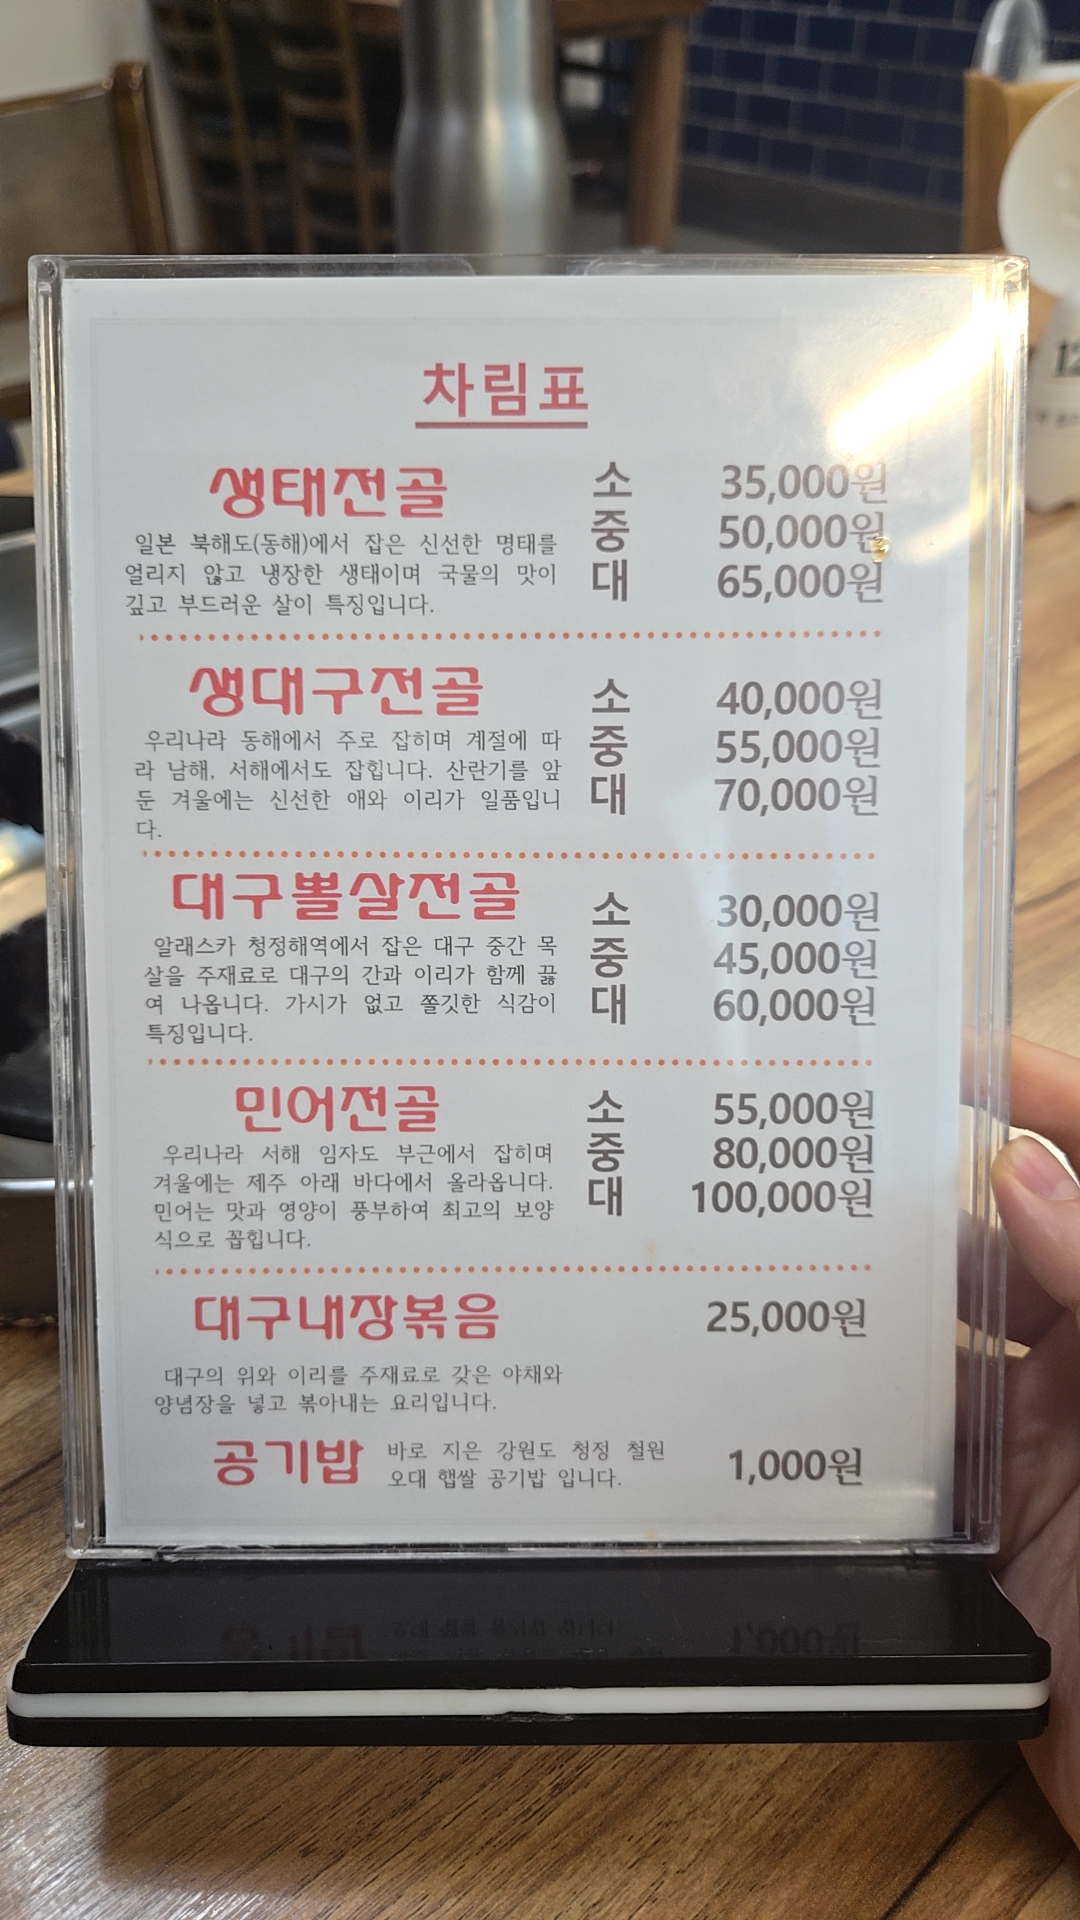 차림표
생태전골
일본 북해도(동해)에서 잡은 신선한 명태를
얼리지 않고 냉장한 생태이며 국물의 맛이
깊고 부드러운 살이 특징입니다.
소 35,000원
중 50,000원
대 65,000원
생대구전골
우리나라 동해에서 주로 잡히며 계절에 따
라 남해, 서해에서도 잡힙니다. 산란기를 앞
둔 겨울에는 신선한 애와 이리가 일품입니
다.
소 40,000원
중 55,000원
대 70,000원
대구뽈살전골
알래스카 청정해역에서 잡은 대구 중간 목
살을 주재료로 대구의 간과 이리가 함께 끓
여 나옵니다. 가시가 없고 쫄깃한 식감이
특징입니다.
소 30,000원
중 45,000원
대 60,000원
민어전골
우리나라 서해 임자도 부근에서 잡히며
겨울에는 제주 아래 바다에서 올라옵니다.
민어는 맛과 영양이 풍부하여 최고의 보양
식으로 꼽힙니다.
소 55,000원
중 80,000원
대 100,000원
대구내장볶음 25,000원
대구의 위와 이리를 주재료로 갖은 야채와
양념장을 넣고 볶아내는 요리입니다.
공기밥
바로 지은 강원도 청정 철원
오대 햅쌀 공기밥 입니다.
1,000원
12